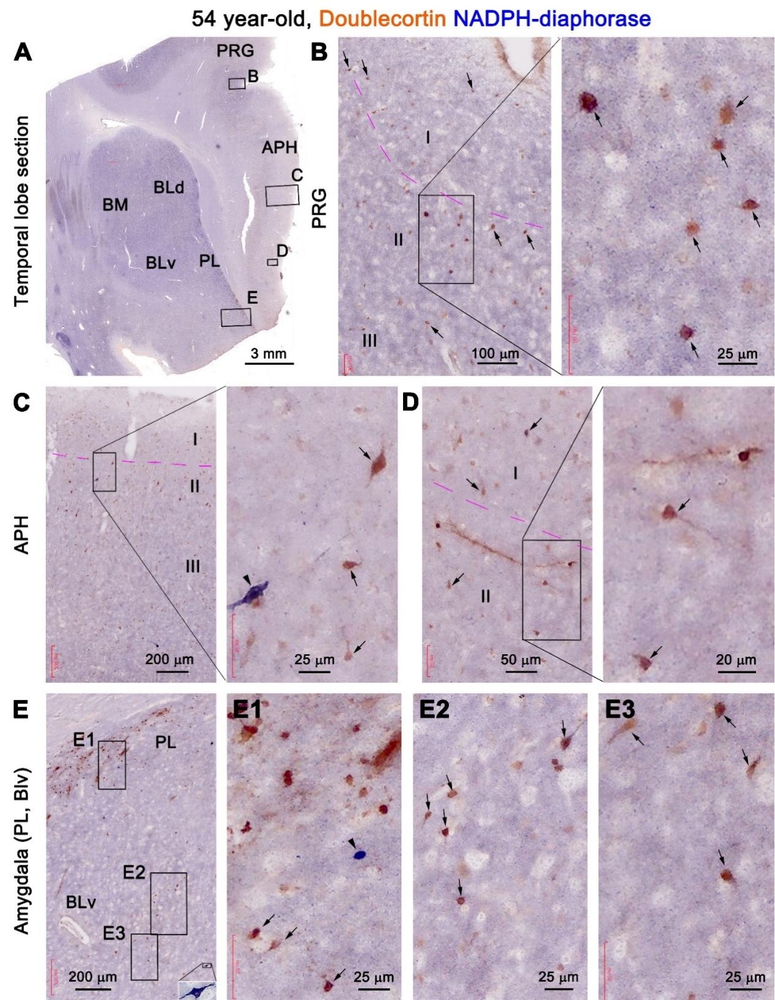 54 year-old, Doublecortin NADPH-diaphorase
A
Temporal lobe section
PRG
B
APH
C
BLd
BM
D
BLv
PL
E
3 mm
B
PRG
I
II
III
100 µm
25 µm
C
APH
I
II
III
200 µm
25 µm
D
I
II
50 µm
20 µm
E
Amygdala (PL, Blv)
E1
PL
E2
BLv
E3
200 µm
E1
25 µm
E2
25 µm
E3
25 µm